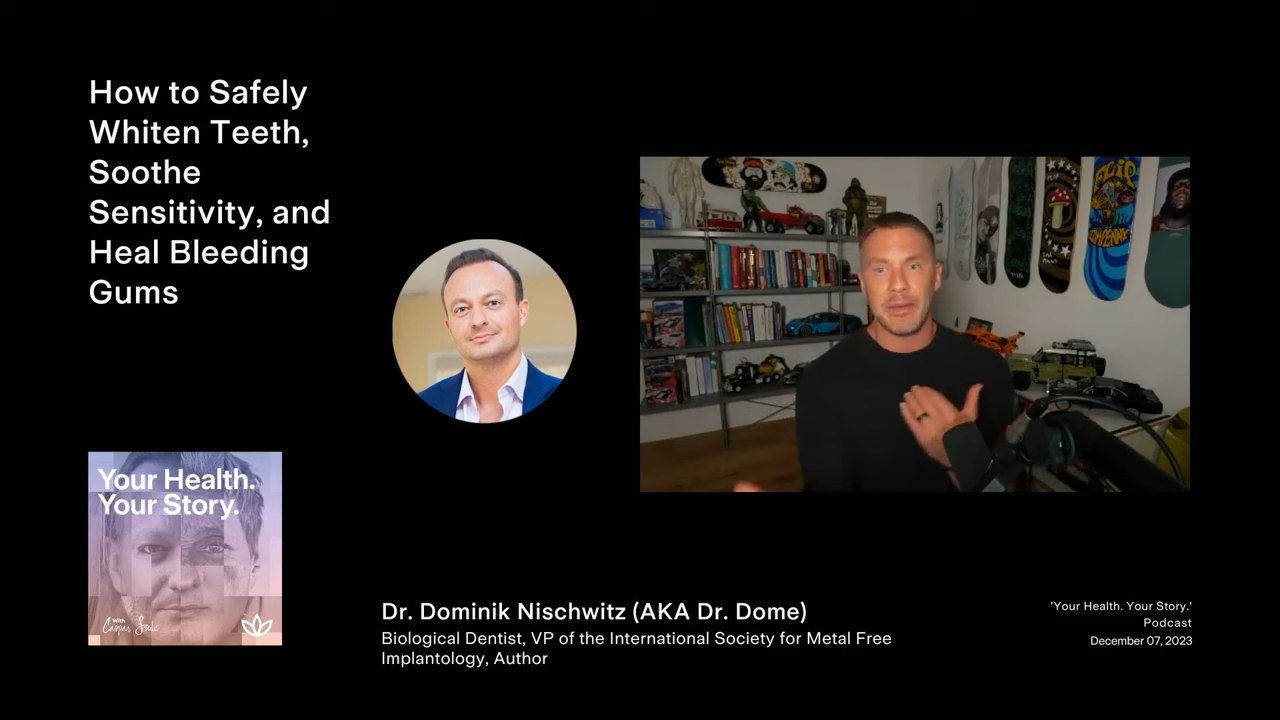 How to Safely
Whiten Teeth,
Soothe
Sensitivity, and
Heal Bleeding
Gums
Your Health.
Your Story.
With
FLIP
Dr. Dominik Nischwitz (AKA Dr. Dome)
Biological Dentist, VP of the International Society for Metal Free
Implantology, Author
'Your Health. Your Story.'
Podcast
December 07, 2023